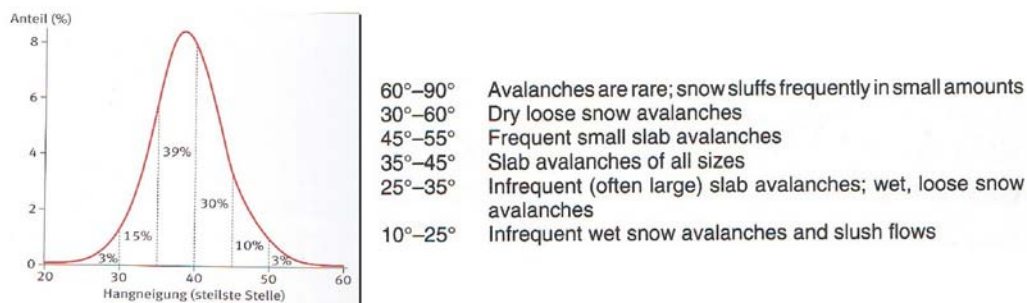 Anteil (%)
8
6
4
2
0
39%
30%
15%
10%
3%
3%
20 30 40 50 60
Hangneigung (steilste Stelle)
60°–90° Avalanches are rare; snow sluffs frequently in small amounts
30°–60° Dry loose snow avalanches
45°–55° Frequent small slab avalanches
35°–45° Slab avalanches of all sizes
25°–35° Infrequent (often large) slab avalanches; wet, loose snow
avalanches
10°–25° Infrequent wet snow avalanches and slush flows